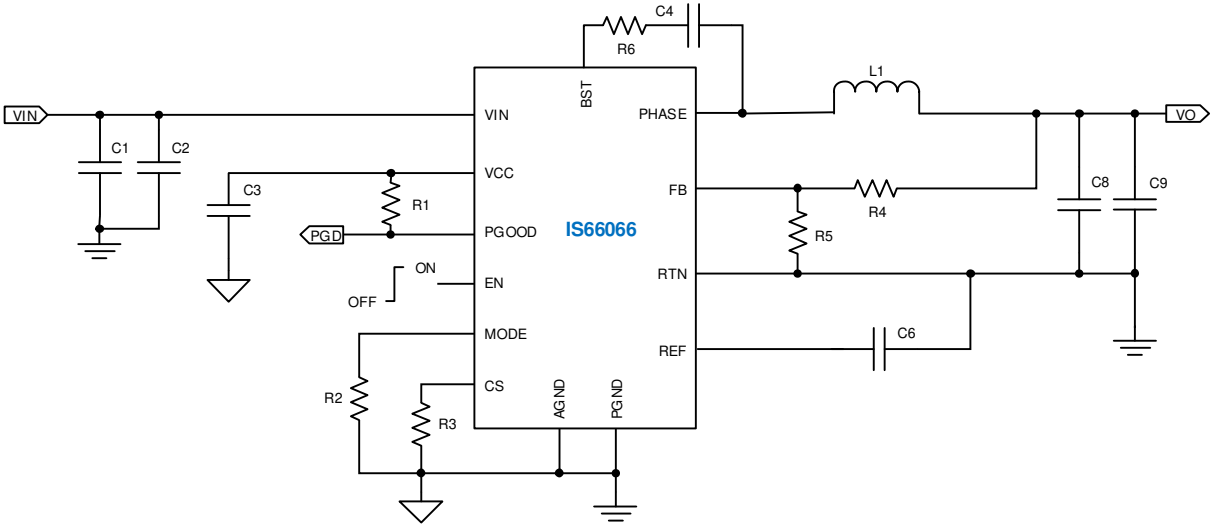 C4
R6
L1
BST
VIN
VIN
PHASE
VO
C1
C2
VCC
C3
R1
FB
R4
C8
C9
PGD
PGOOD
IS66066
R5
ON
OFF
EN
RTN
MODE
REF
C6
R2
CS
R3
AGND
PGND